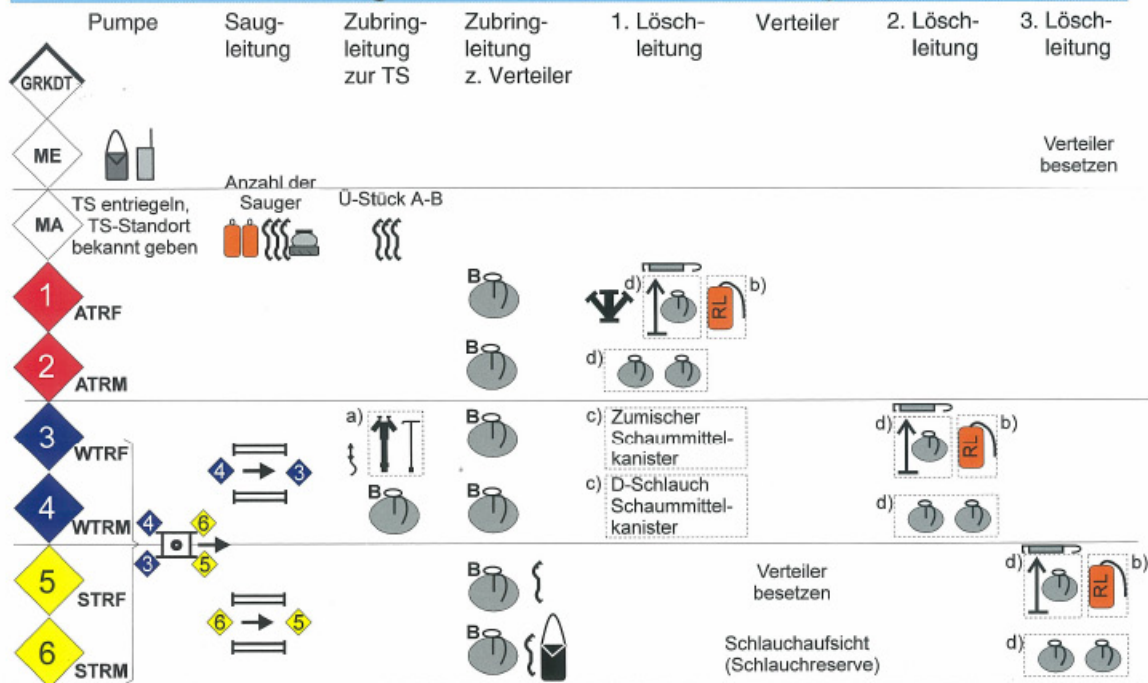 Pumpe
Saug-
leitung
Zubring-
leitung
zur TS
Zubring-
leitung
z. Verteiler
1. Lösch-
leitung
Verteiler
2. Lösch-
leitung
3. Lösch-
leitung
GRKDT
ME
Verteiler
besetzen
MA
TS entriegeln,
TS-Standort
bekannt geben
Anzahl der
Sauger
Ü-Stück A-B
1
ATRF
B
d)
RL
b)
2
ATRM
B
d)
3
WTRF
4
3
a)
B
c) Zumischer
Schaummittel-
kanister
d)
RL
b)
4
WTRM
B
B
c) D-Schlauch
Schaummittel-
kanister
d)
4
6
3
5
5
STRF
B
Verteiler
besetzen
d)
RL
b)
6
STRM
6
5
B
Schlauchaufsicht
(Schlauchreserve)
d)